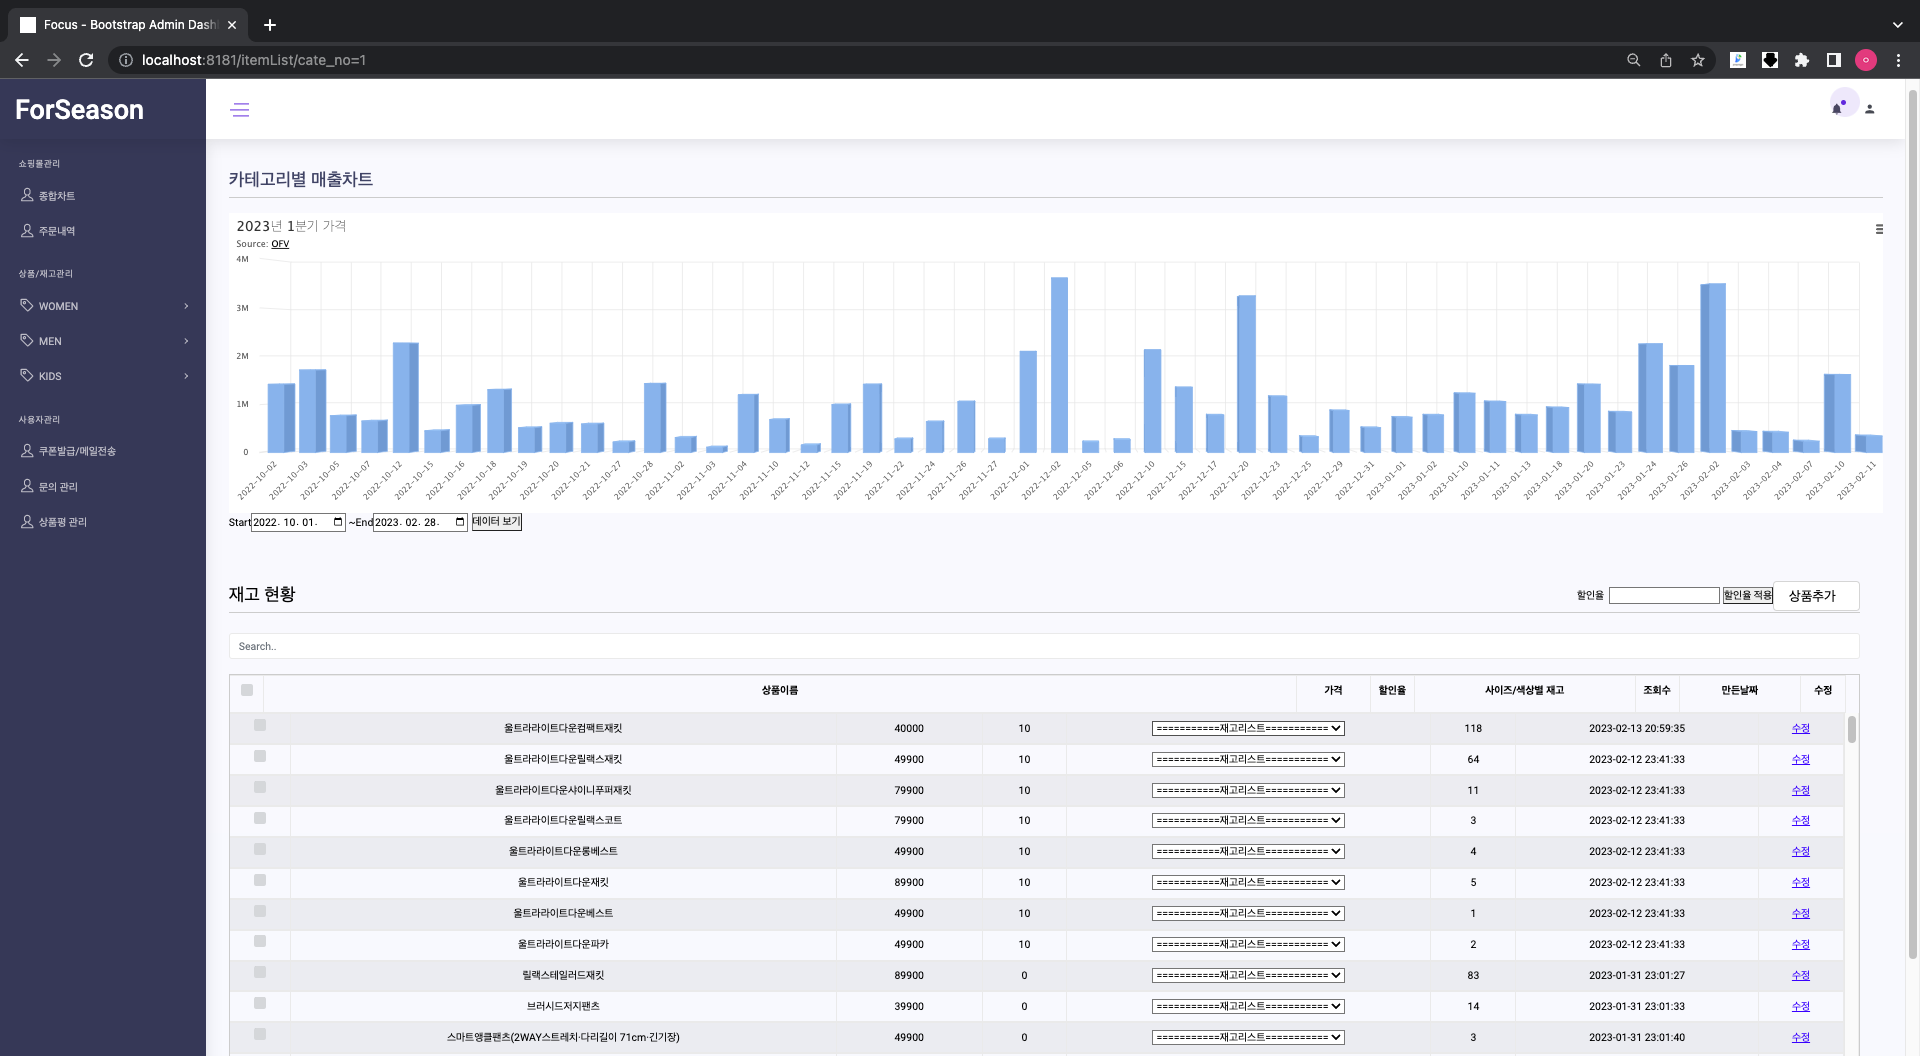 Focus - Bootstrap Admin Dash
localhost:8181/itemList/cate_no=1
ForSeason
쇼핑몰관리
종합차트
주문내역
상품/재고관리
WOMEN
MEN
KIDS
사용자관리
쿠폰발급/메일전송
문의 관리
상품평 관리
카테고리별 매출차트
2023년 1분기 가격
Source: OFV
4M
3M
2M
1M
0
2022-10-02 2022-10-03 2022-10-05 2022-10-07 2022-10-12 2022-10-15 2022-10-16 2022-10-18 2022-10-19 2022-10-20 2022-10-21 2022-10-27 2022-10-28 2022-11-02 2022-11-03 2022-11-04 2022-11-10 2022-11-12 2022-11-15 2022-11-19 2022-11-22 2022-11-24 2022-11-26 2022-11-27 2022-12-01 2022-12-02 2022-12-05 2022-12-06 2022-12-10 2022-12-15 2022-12-17 2022-12-20 2022-12-23 2022-12-25 2022-12-29 2022-12-31 2023-01-01 2023-01-02 2023-01-10 2023-01-11 2023-01-13 2023-01-18 2023-01-20 2023-01-23 2023-01-24 2023-01-26 2023-02-02 2023-02-03 2023-02-04 2023-02-07 2023-02-10 2023-02-11
Start 2022. 10. 01. ~End 2023. 02. 28. 데이터 보기
재고 현황 할인율 할인율 적용 상품추가
Search..
상품이름 가격 할인율 사이즈/색상별 재고 조회수 만든날짜 수정
울트라라이트다운컴팩트재킷 40000 10 ===========재고리스트=========== 118 2023-02-13 20:59:35 수정
울트라라이트다운릴랙스재킷 49900 10 ===========재고리스트=========== 64 2023-02-12 23:41:33 수정
울트라라이트다운샤이니푸퍼재킷 79900 10 ===========재고리스트=========== 11 2023-02-12 23:41:33 수정
울트라라이트다운릴랙스코트 79900 10 ===========재고리스트=========== 3 2023-02-12 23:41:33 수정
울트라라이트다운롱베스트 49900 10 ===========재고리스트=========== 4 2023-02-12 23:41:33 수정
울트라라이트다운재킷 89900 10 ===========재고리스트=========== 5 2023-02-12 23:41:33 수정
울트라라이트다운베스트 49900 10 ===========재고리스트=========== 1 2023-02-12 23:41:33 수정
울트라라이트다운파카 49900 10 ===========재고리스트=========== 2 2023-02-12 23:41:33 수정
릴랙스테일러드재킷 89900 0 ===========재고리스트=========== 83 2023-01-31 23:01:27 수정
브러시드저지팬츠 39900 0 ===========재고리스트=========== 14 2023-01-31 23:01:33 수정
스마트앵클팬츠(2WAY스트레치·다리길이 71cm·긴기장) 49900 0 ===========재고리스트=========== 3 2023-01-31 23:01:40 수정